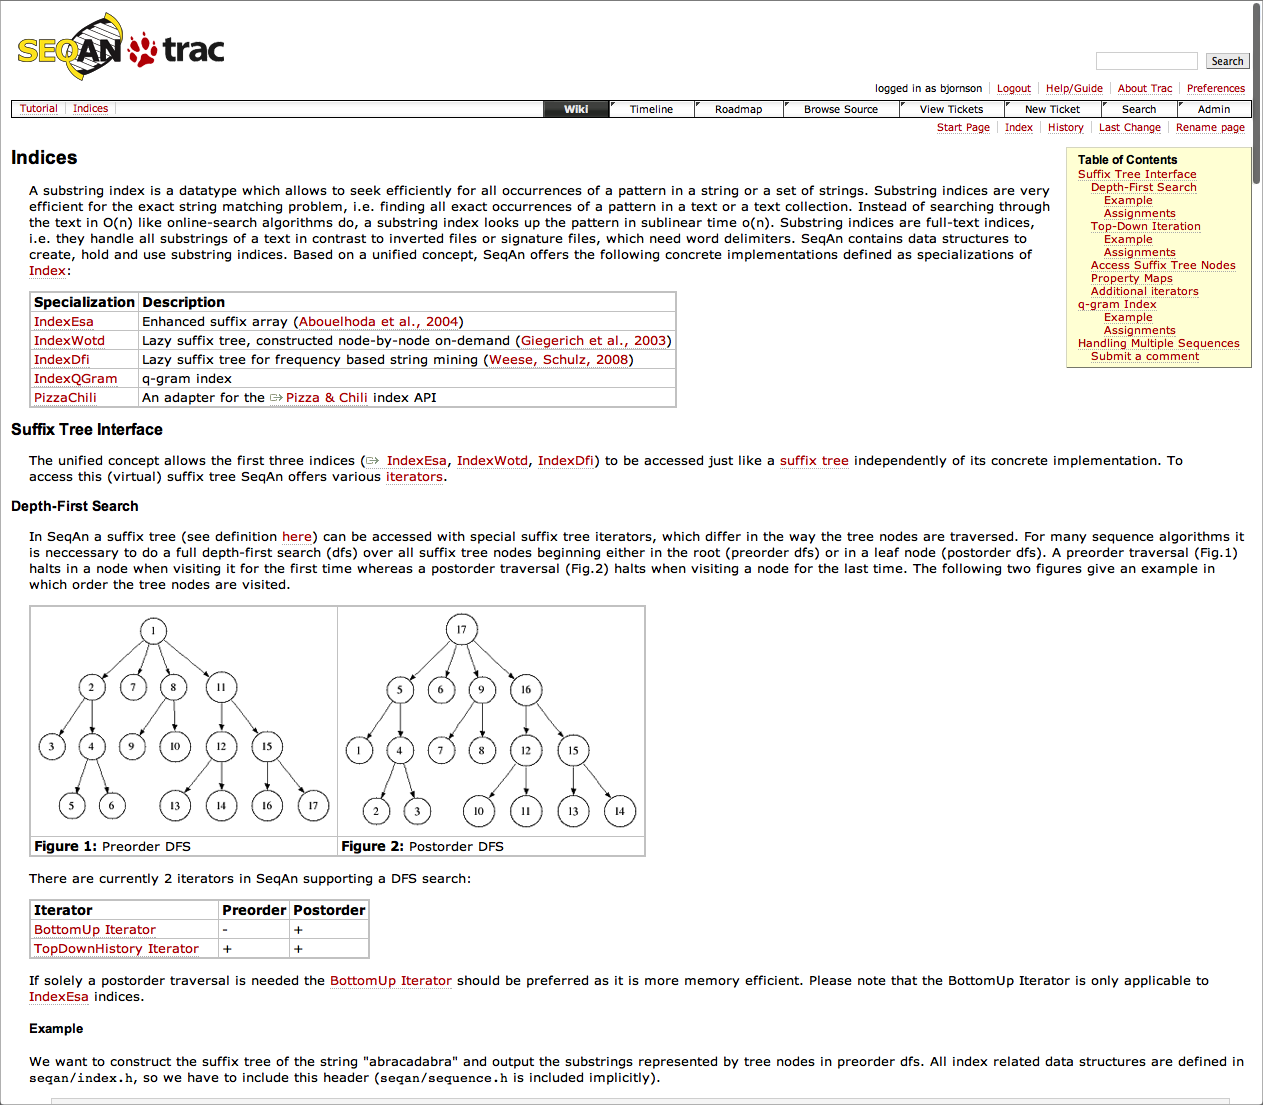 SEQAN trac
Search
logged in as bjornson Logout Help/Guide About Trac Preferences
Tutorial Indices Wiki Timeline Roadmap Browse Source View Tickets New Ticket Search Admin
Start Page Index History Last Change Rename page
Indices
A substring index is a datatype which allows to seek efficiently for all occurrences of a pattern in a string or a set of strings. Substring indices are very
efficient for the exact string matching problem, i.e. finding all exact occurrences of a pattern in a text or a text collection. Instead of searching through
the text in O(n) like online-search algorithms do, a substring index looks up the pattern in sublinear time o(n). Substring indices are full-text indices,
i.e. they handle all substrings of a text in contrast to inverted files or signature files, which need word delimiters. SeqAn contains data structures to
create, hold and use substring indices. Based on a unified concept, SeqAn offers the following concrete implementations defined as specializations of
Index:
Table of Contents
Suffix Tree Interface
Depth-First Search
Example
Assignments
Top-Down Iteration
Example
Assignments
Access Suffix Tree Nodes
Property Maps
Additional iterators
q-gram Index
Example
Assignments
Handling Multiple Sequences
Submit a comment
Specialization Description
IndexEsa Enhanced suffix array (Abouelhoda et al., 2004)
IndexWotd Lazy suffix tree, constructed node-by-node on-demand (Giegerich et al., 2003)
IndexDfi Lazy suffix tree for frequency based string mining (Weese, Schulz, 2008)
IndexQGram q-gram index
PizzaChili An adapter for the Pizza & Chili index API
Suffix Tree Interface
The unified concept allows the first three indices ( IndexEsa, IndexWotd, IndexDfi) to be accessed just like a suffix tree independently of its concrete implementation. To
access this (virtual) suffix tree SeqAn offers various iterators.
Depth-First Search
In SeqAn a suffix tree (see definition here) can be accessed with special suffix tree iterators, which differ in the way the tree nodes are traversed. For many sequence algorithms it
is neccessary to do a full depth-first search (dfs) over all suffix tree nodes beginning either in the root (preorder dfs) or in a leaf node (postorder dfs). A preorder traversal (Fig.1)
halts in a node when visiting it for the first time whereas a postorder traversal (Fig.2) halts when visiting a node for the last time. The following two figures give an example in
which order the tree nodes are visited.
1
2 7 8 11
3 4 9 10 12 15
5 6 13 14 16 17
Figure 1: Preorder DFS
17
5 6 9 16
1 4 7 8 12 15
2 3 10 11 13 14
Figure 2: Postorder DFS
There are currently 2 iterators in SeqAn supporting a DFS search:
Iterator Preorder Postorder
BottomUp Iterator - +
TopDownHistory Iterator + +
If solely a postorder traversal is needed the BottomUp Iterator should be preferred as it is more memory efficient. Please note that the BottomUp Iterator is only applicable to
IndexEsa indices.
Example
We want to construct the suffix tree of the string "abracadabra" and output the substrings represented by tree nodes in preorder dfs. All index related data structures are defined in
seqan/index.h, so we have to include this header (seqan/sequence.h is included implicitly).